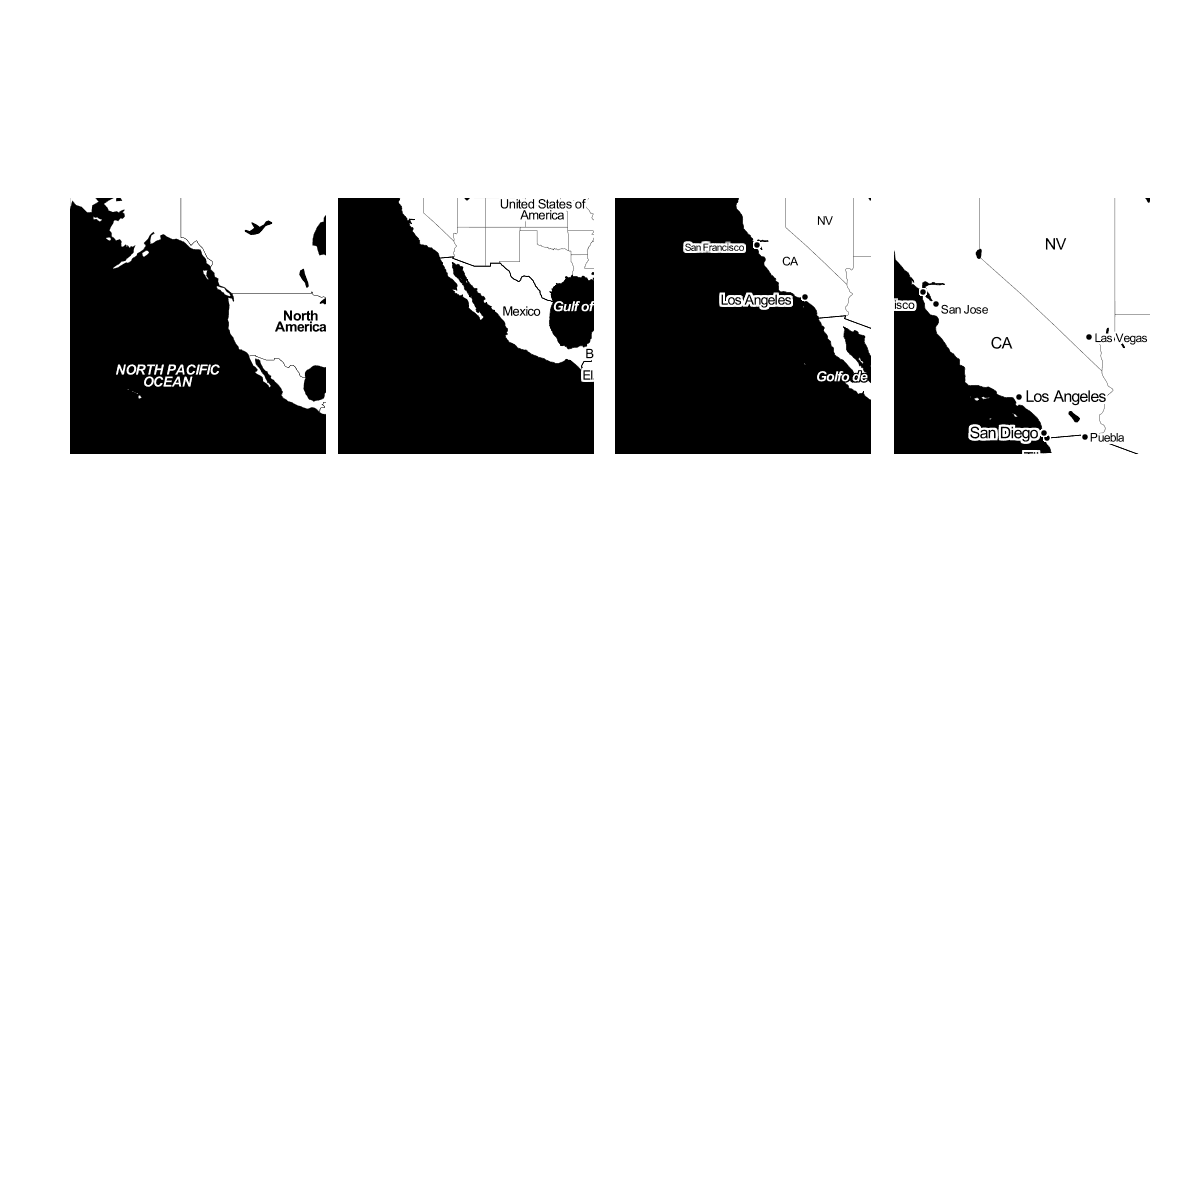 North
America
NORTH PACIFIC
OCEAN
United States of
America
Mexico
Gulf of
B
El
NV
San Francisco
CA
Los Angeles
Golfo de
NV
isco
San Jose
CA
Las Vegas
Los Angeles
San Diego
Puebla